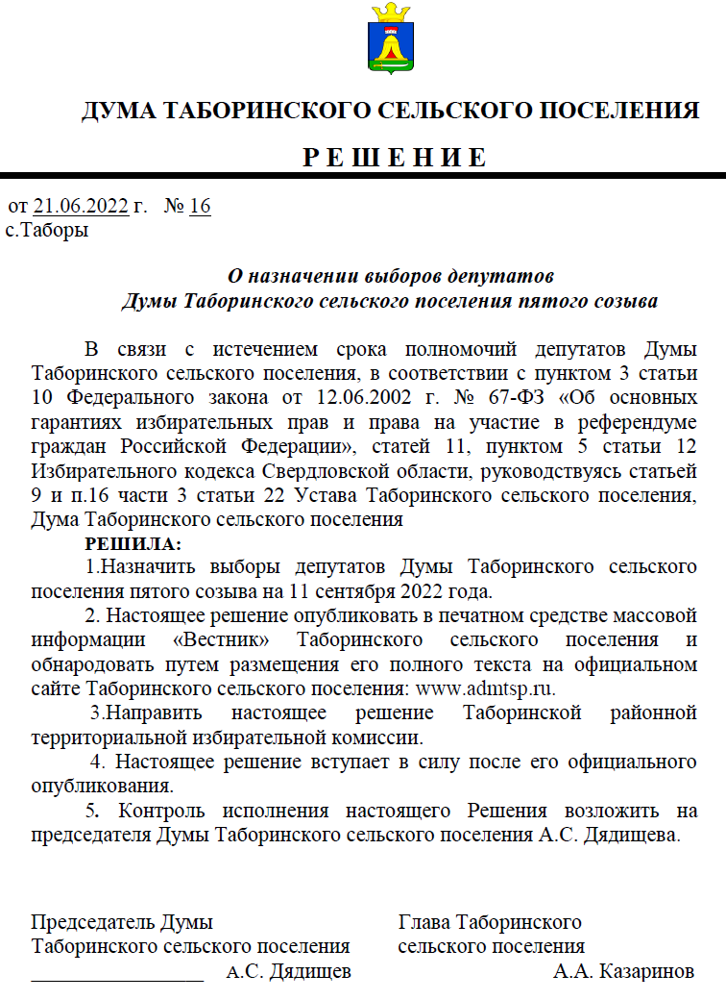 ДУМА ТАБОРИНСКОГО СЕЛЬСКОГО ПОСЕЛЕНИЯ
Р Е Ш Е Н И Е
от 21.06.2022 г. № 16
с.Таборы
О назначении выборов депутатов
Думы Таборинского сельского поселения пятого созыва
В связи с истечением срока полномочий депутатов Думы
Таборинского сельского поселения, в соответствии с пунктом 3 статьи
10 Федерального закона от 12.06.2002 г. № 67-ФЗ «Об основных
гарантиях избирательных прав и права на участие в референдуме
граждан Российской Федерации», статей 11, пунктом 5 статьи 12
Избирательного кодекса Свердловской области, руководствуясь статьей
9 и п.16 части 3 статьи 22 Устава Таборинского сельского поселения,
Дума Таборинского сельского поселения
РЕШИЛА:
1.Назначить выборы депутатов Думы Таборинского сельского
поселения пятого созыва на 11 сентября 2022 года.
2. Настоящее решение опубликовать в печатном средстве массовой
информации «Вестник» Таборинского сельского поселения и
обнародовать путем размещения его полного текста на официальном
сайте Таборинского сельского поселения: www.admtsp.ru.
3.Направить настоящее решение Таборинской районной
территориальной избирательной комиссии.
4. Настоящее решение вступает в силу после его официального
опубликования.
5. Контроль исполнения настоящего Решения возложить на
председателя Думы Таборинского сельского поселения А.С. Дядищева.
Председатель Думы Глава Таборинского
Таборинского сельского поселения сельского поселения
_________________ А.С. Дядищев А.А. Казаринов